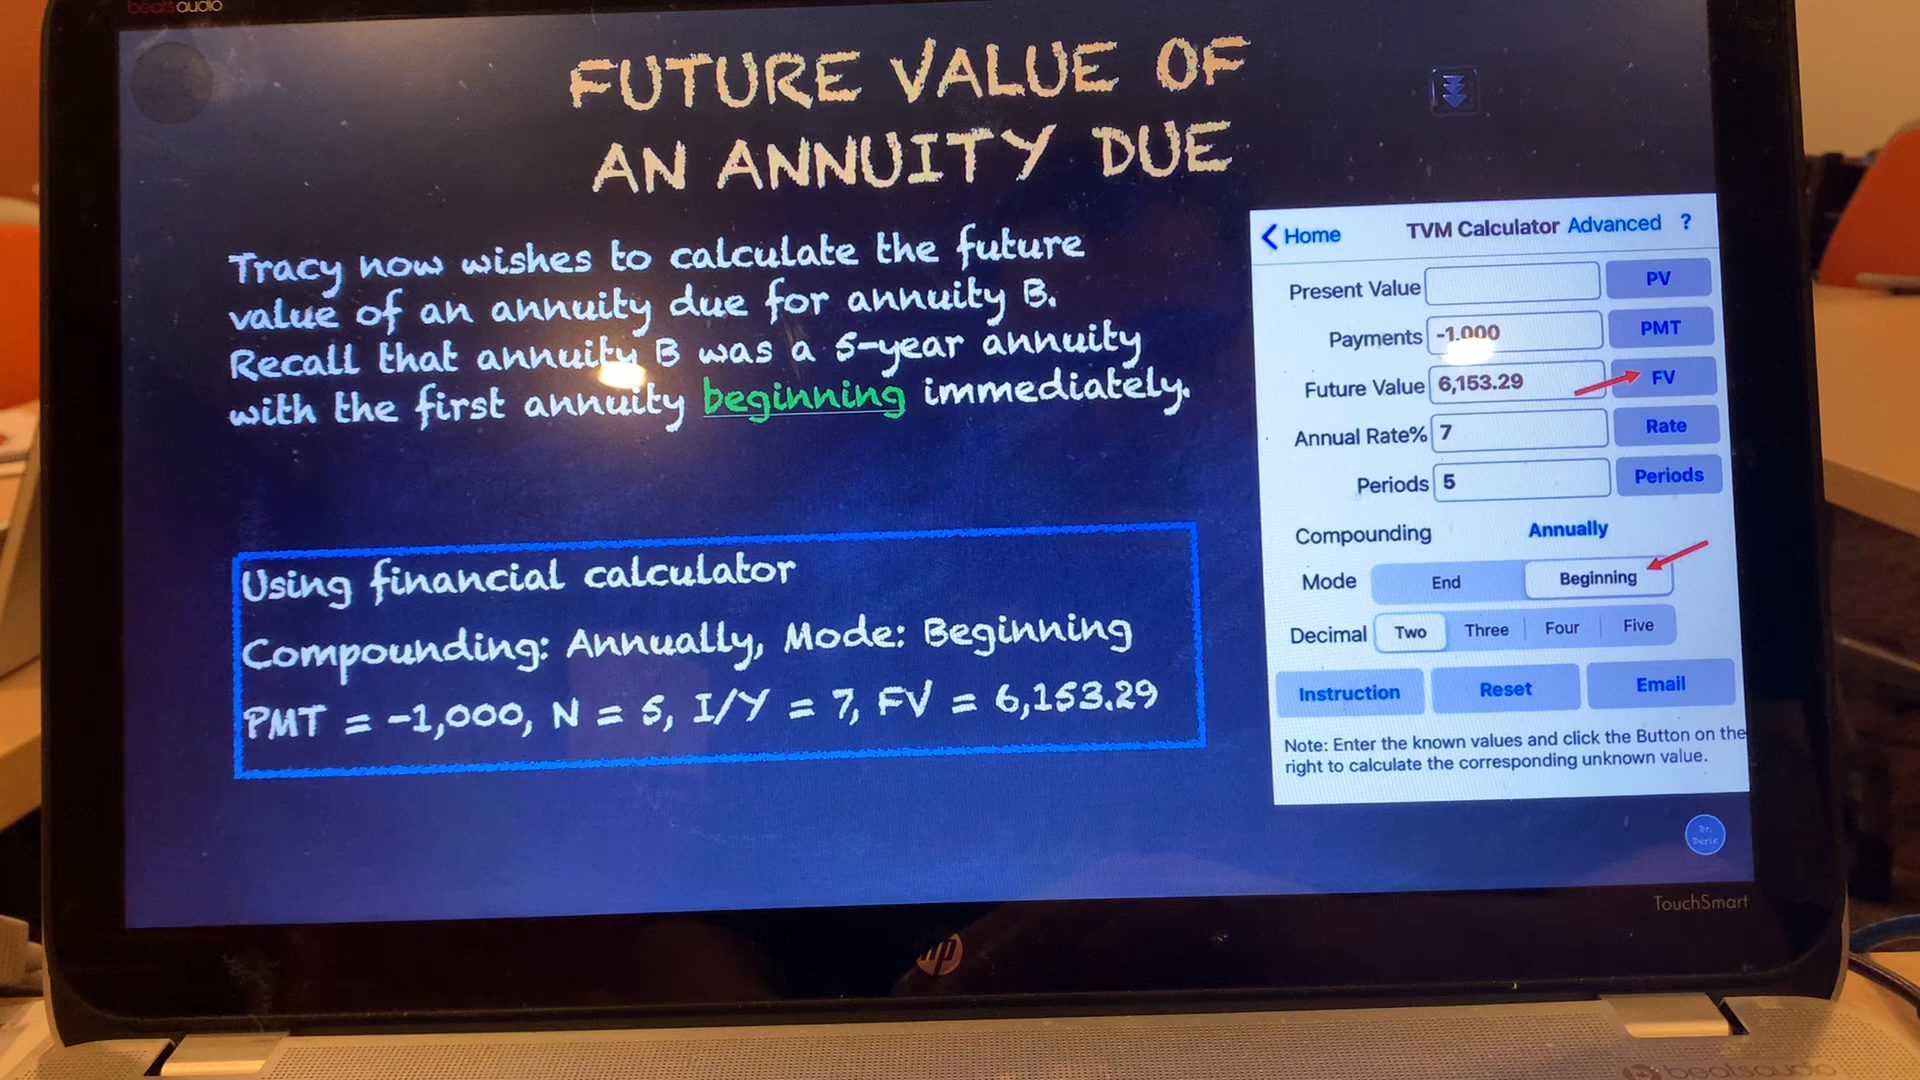 beatsaudio
FUTURE VALUE OF
AN ANNUITY DUE
Tracy now wishes to calculate the future
value of an annuity due for annuity B.
Recall that annuity B was a 5-year annuity
with the first annuity beginning immediately.
Using financial calculator
Compounding: Annually, Mode: Beginning
PMT = -1,000, N = 5, I/Y = 7, FV = 6,153.29
Home TVM Calculator Advanced ?
Present Value PV
Payments -1,000 PMT
Future Value 6,153.29 FV
Annual Rate% 7 Rate
Periods 5 Periods
Compounding Annually
Mode End Beginning
Decimal Two Three Four Five
Instruction Reset Email
Note: Enter the known values and click the Button on the
right to calculate the corresponding unknown value.
Dr.
Deric
TouchSmart
hp
beatsaudio